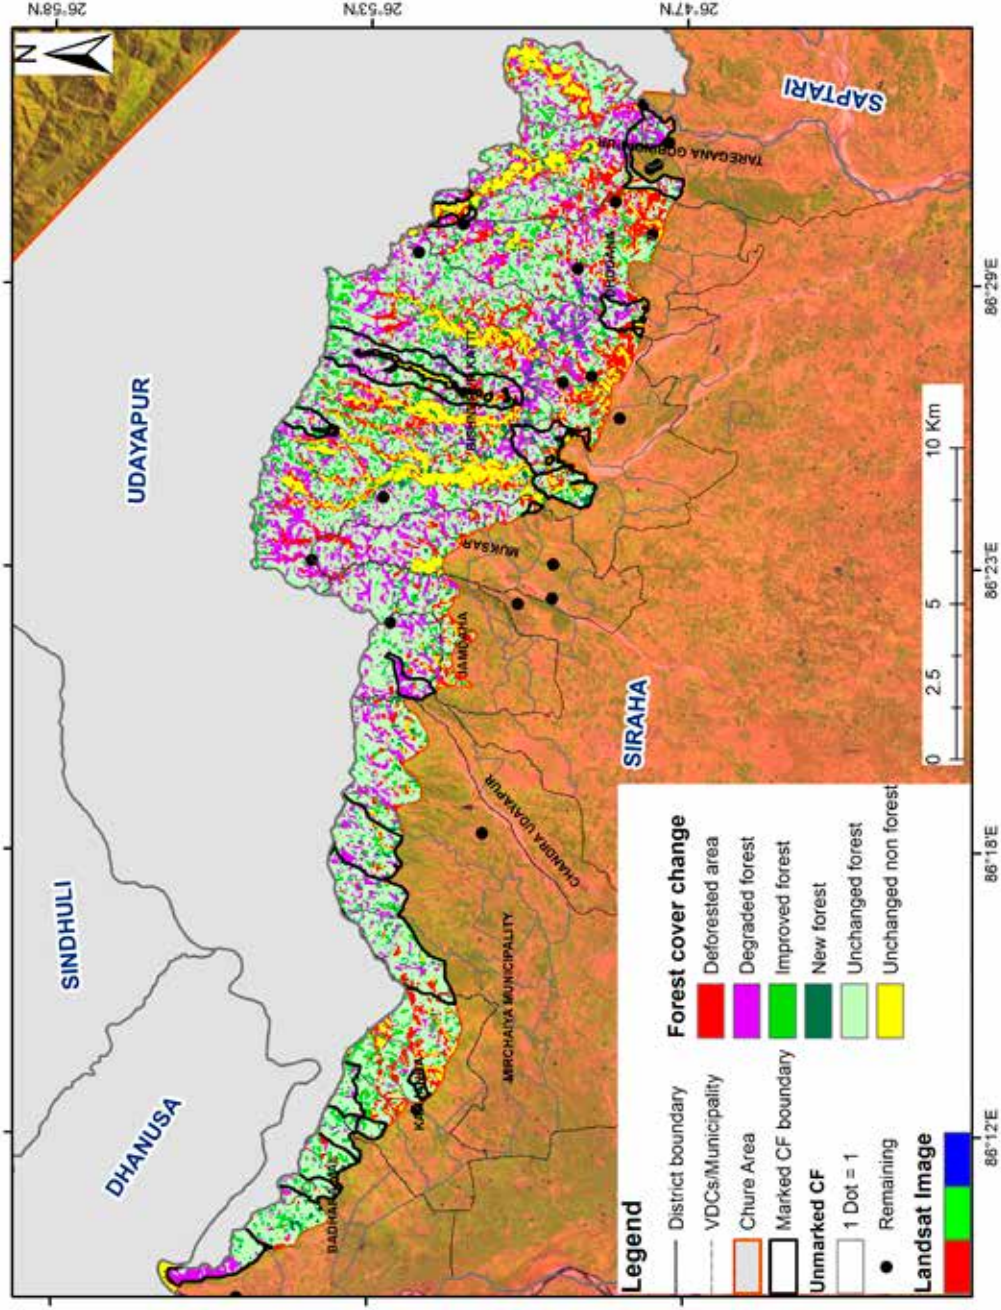 26°58'N
26°53'N
26°47'N
N
SINDHULI
UDAYAPUR
DHANUSA
SAPTARI
TAREGANA GOBINDPUR
MUKSAR
JAMDAHA
CHANDRA UDAYAPUR
MIRCHAIYA MUNICIPALITY
SIRAHA
0 2.5 5 10 Km
86°12'E
86°18'E
86°23'E
86°29'E
Legend
District boundary
VDCs/Municipality
Chure Area
Marked CF boundary
Unmarked CF
1 Dot = 1
Remaining
Landsat Image
Forest cover change
Deforested area
Degraded forest
Improved forest
New forest
Unchanged forest
Unchanged non forest